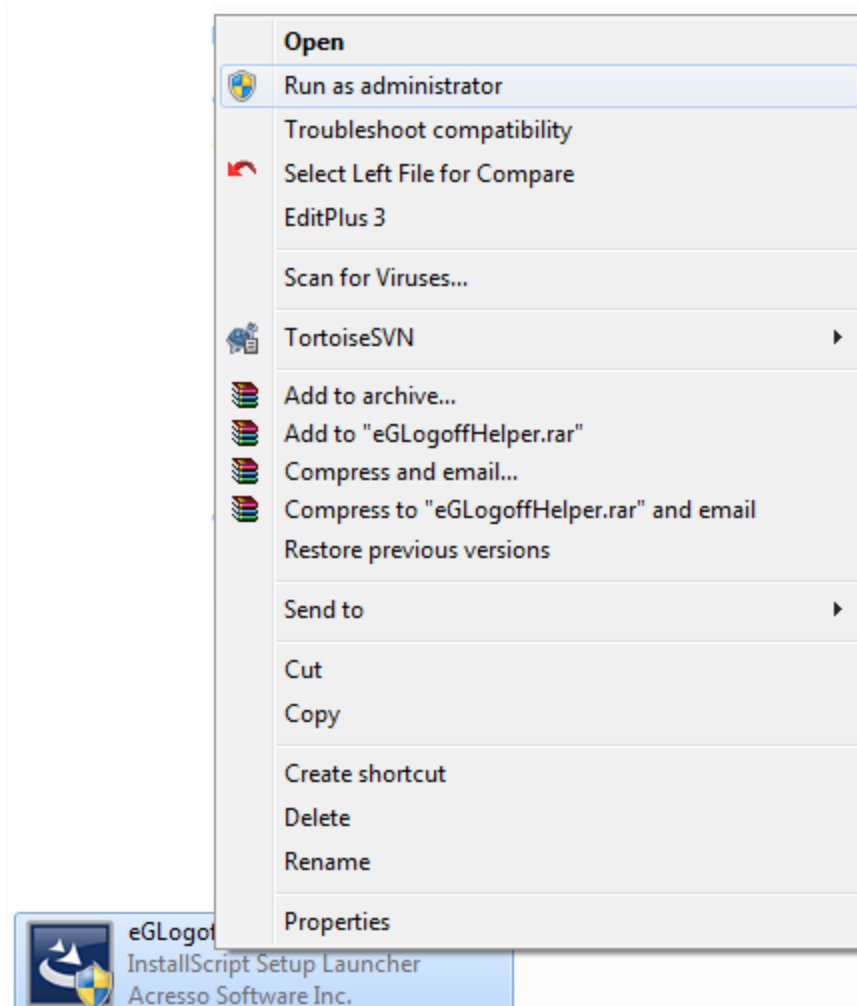 Open
Run as administrator
Troubleshoot compatibility
Select Left File for Compare
EditPlus 3
Scan for Viruses...
TortoiseSVN
Add to archive...
Add to "eGLogoffHelper.rar"
Compress and email...
Compress to "eGLogoffHelper.rar" and email
Restore previous versions
Send to
Cut
Copy
Create shortcut
Delete
Rename
Properties
eGLogof
InstallScript Setup Launcher
Acresso Software Inc.